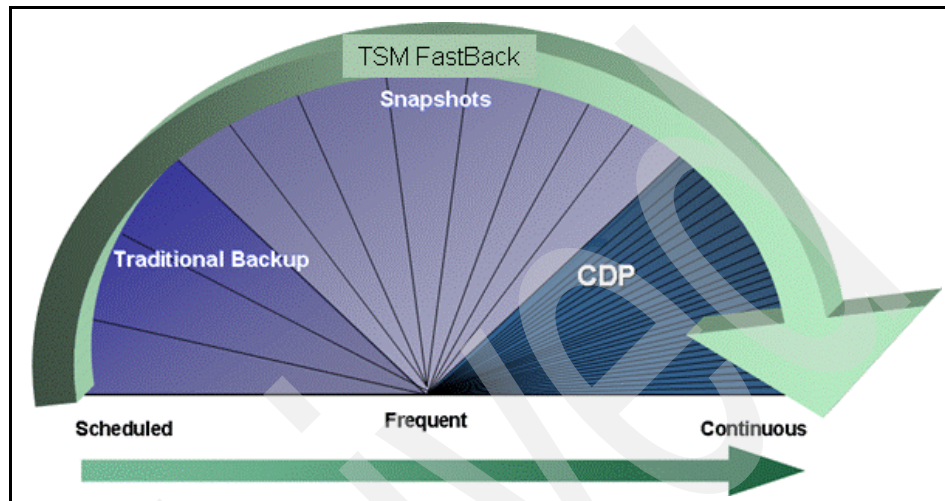 TSM FastBack
Snapshots
Traditional Backup
CDP
Scheduled
Frequent
Continuous